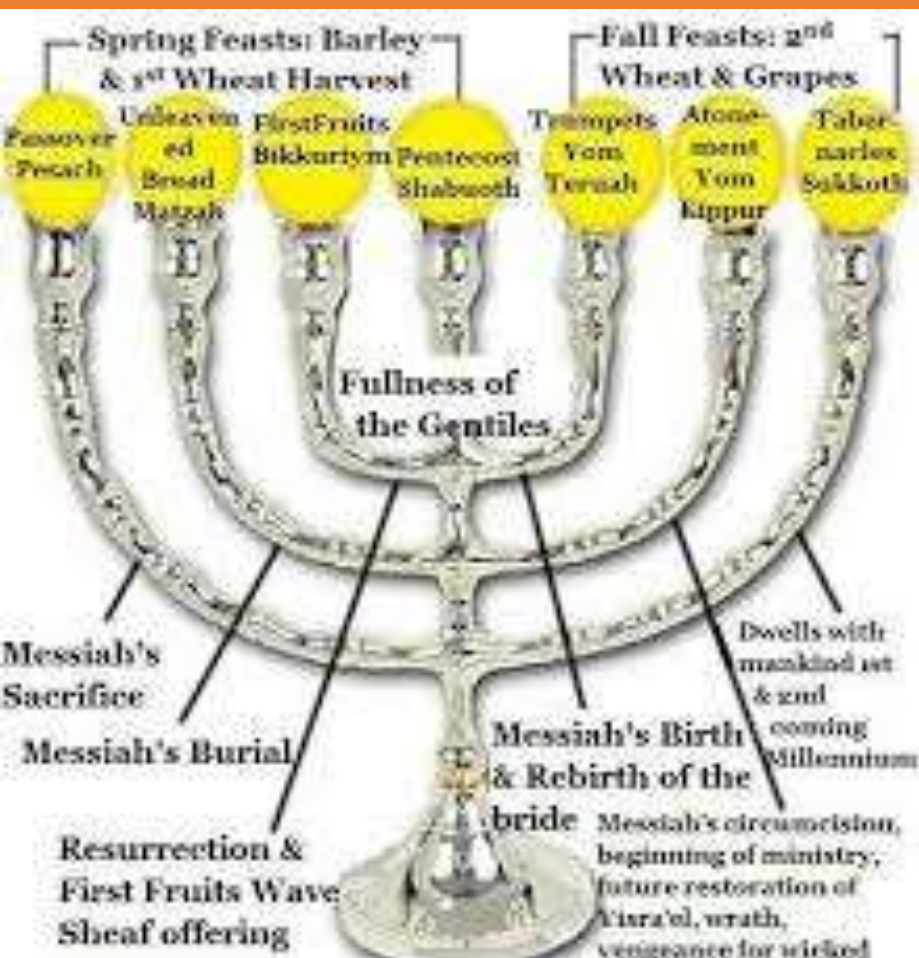 Spring Feasts: Barley
& 1st Wheat Harvest
Fall Feasts: 2nd
Wheat & Grapes
Passover
Pesach
Unleaven
ed
Bread
Matzah
FirstFruits
Bikkuriym
Pentecost
Shabuoth
Trumpets
Yom
Teruah
Atone-
ment
Yom
Kippur
Taber-
nacles
Sukkoth
Fullness of
the Gentiles
Messiah's
Sacrifice
Messiah's Burial
Resurrection &
First Fruits Wave
Sheaf offering
Messiah's Birth
& Rebirth of the
bride
Messiah's circumcision,
beginning of ministry,
future restoration of
Yisra'el, wrath,
vengeance for wicked
Dwells with
mankind 1st
& 2nd
coming
Millennium